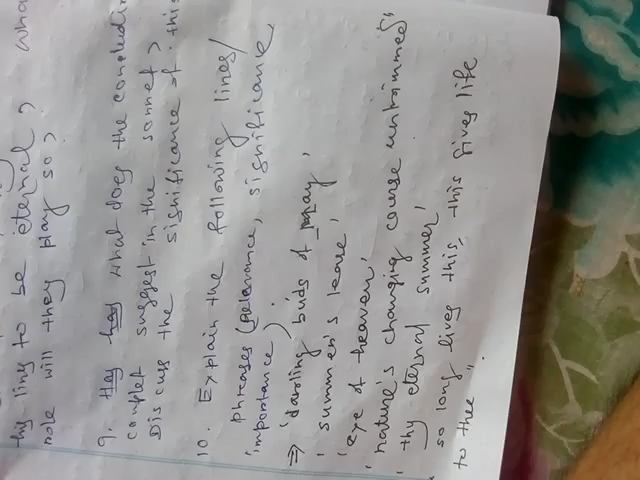 thy lines to be eternal? what
role will they play so?
9. what does the concluding
couplet suggest in the sonnet?
Discuss the significance of this
10. Explain the following lines/
phrases (relevance, significance
importance).
⇒ 'darling buds of may',
'summer's lease',
'eye of heaven',
'nature's changing course untrimmed',
'thy eternal summer',
"so long lives this, this gives life
to thee".